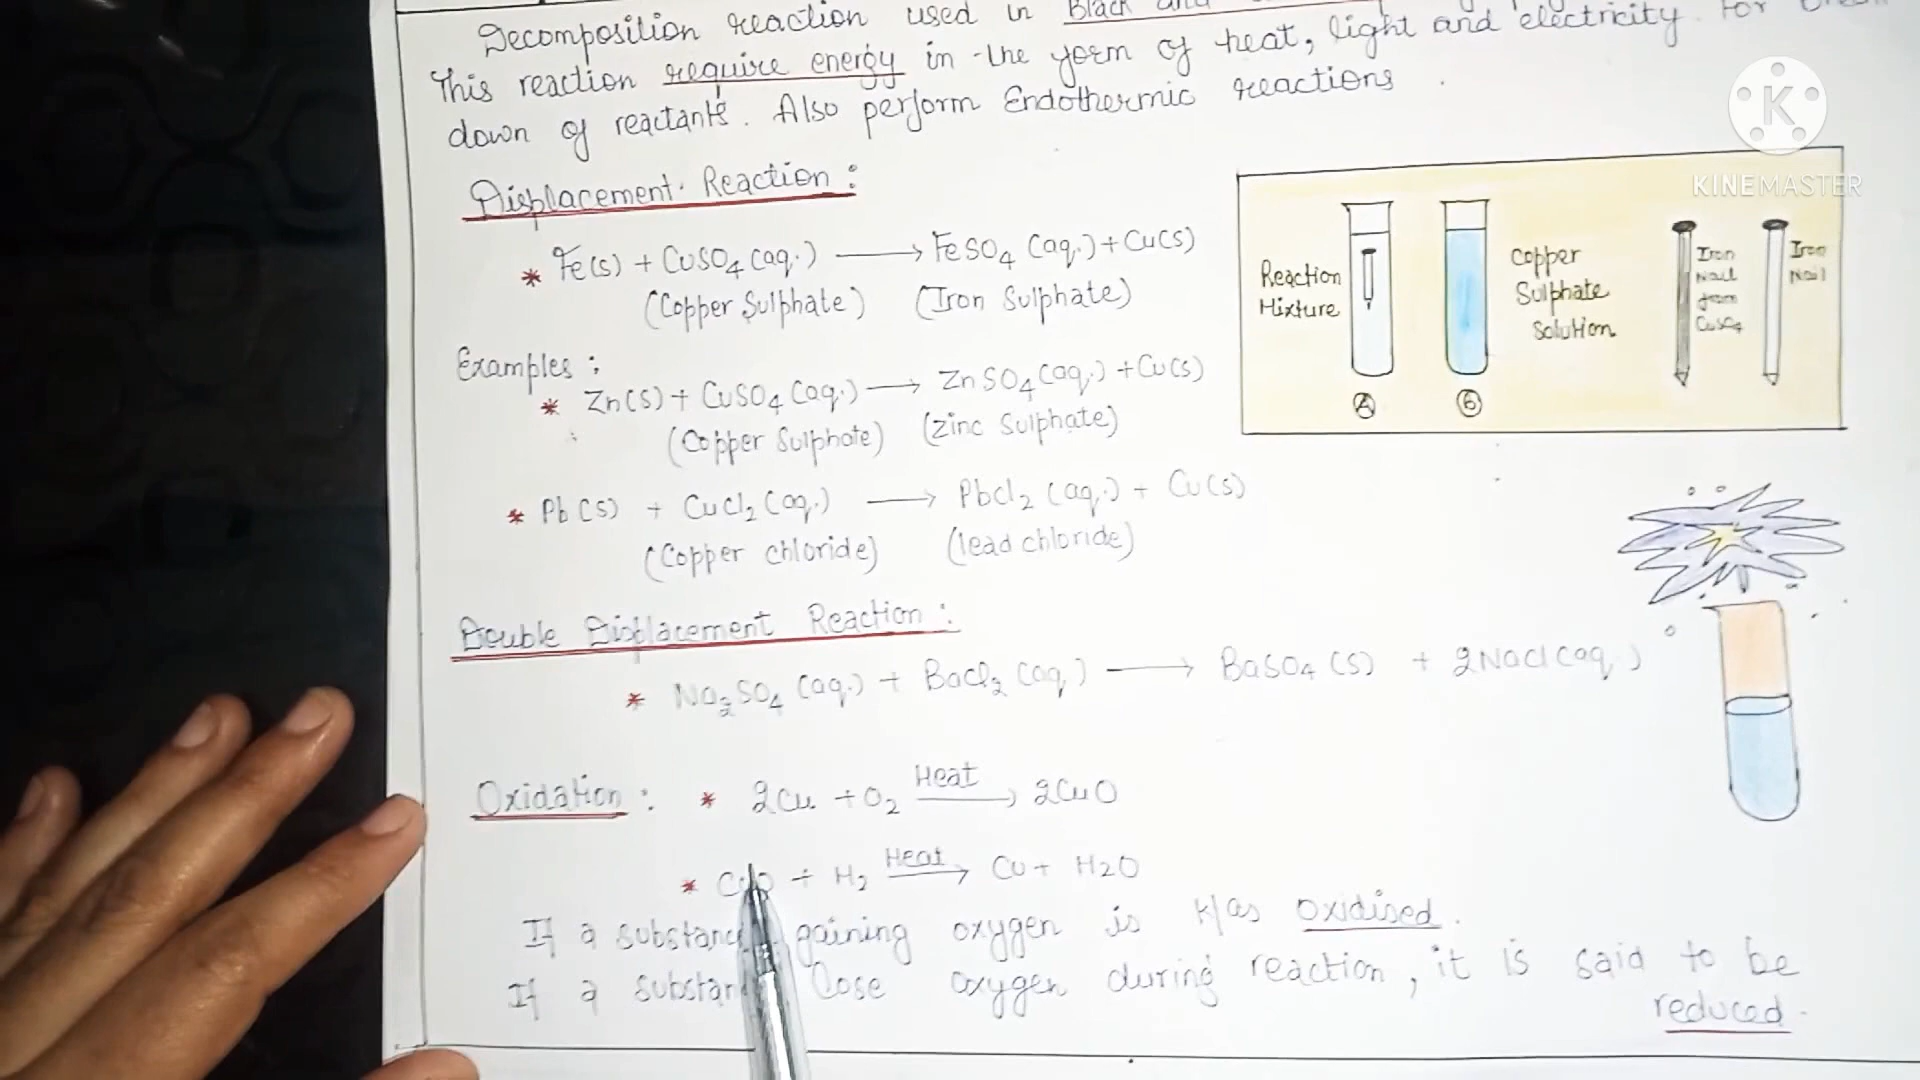 Decomposition reaction used in Black and
This reaction require energy in the form of heat, light and electricity. For
down of reactants. Also perform Endothermic reactions.
K
KINEMASTER
Displacement Reaction :
* Fe(s) + CuSO4 (aq.) ⟶ FeSO4 (aq.) + Cu(s)
(Copper Sulphate) (Iron Sulphate)
Reaction Mixture
Copper Sulphate Solution
Iron Nail from CuSO4
Iron Nail
A
B
Examples :
* Zn(s) + CuSO4 (aq.) ⟶ ZnSO4 (aq.) + Cu(s)
(Copper Sulphate) (Zinc Sulphate)
* Pb(s) + CuCl2 (aq.) ⟶ PbCl2 (aq.) + Cu(s)
(Copper chloride) (lead chloride)
Double Displacement Reaction :
* Na2SO4 (aq.) + BaCl2 (aq.) ⟶ BaSO4 (s) + 2NaCl (aq.)
Oxidation : * 2Cu + O2 Heat⟶ 2CuO
* CuO + H2 Heat⟶ Cu + H2O
If a gaining oxygen is K/as Oxidised.
If a lose oxygen during reaction, it is said to be
reduced.